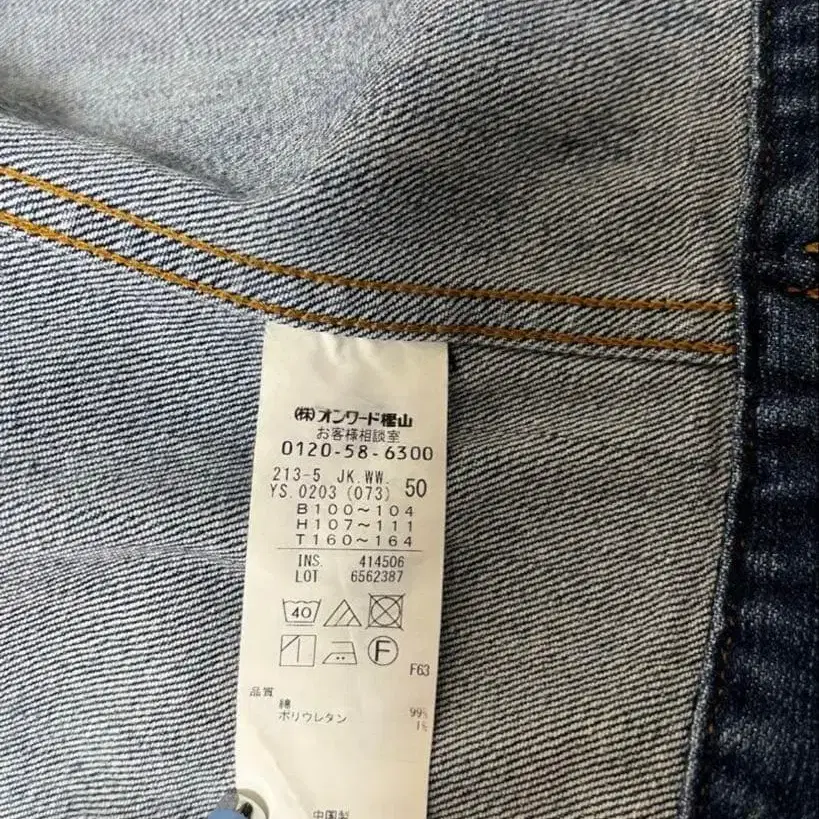 (株)オンワード樫山
お客様相談室
0120-58-6300
213-5 JK.WW.
YS.0203(073) 50
B100~104
H107~111
T160~164
INS. 414506
LOT 6562387
40
F
F63
品質
綿 99%
ポリウレタン 1%
中国製